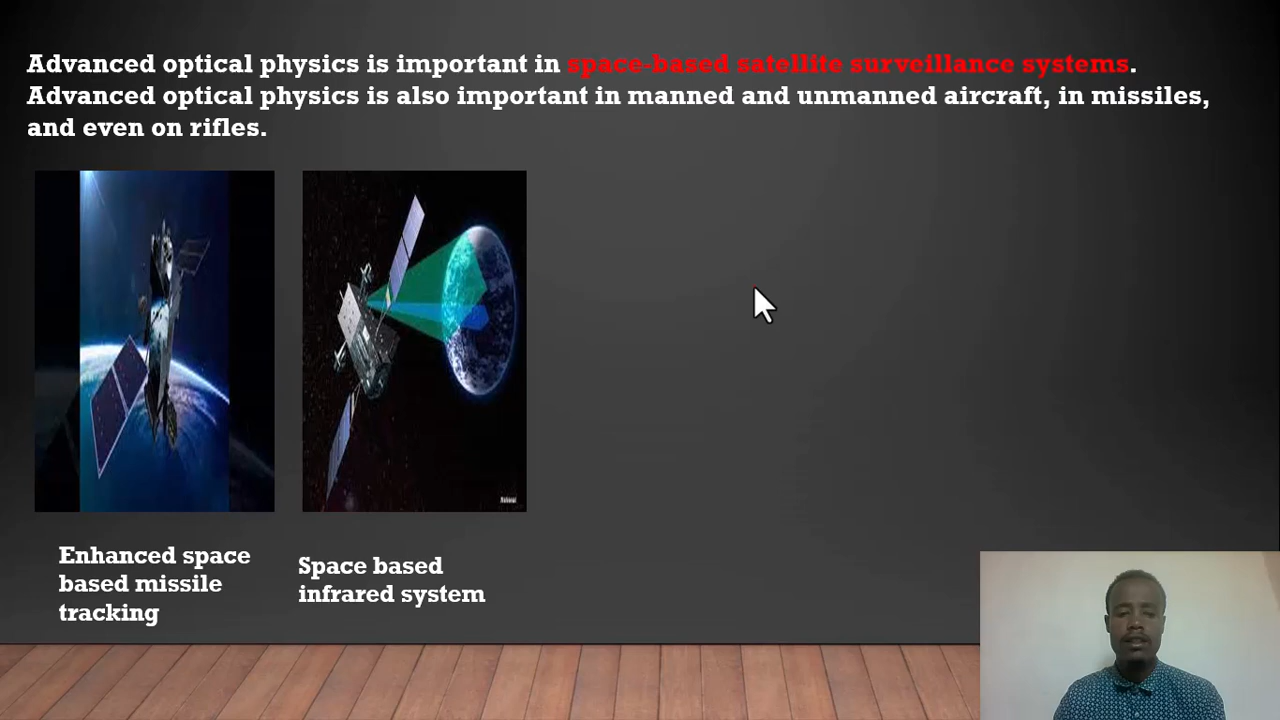 Advanced optical physics is important in space-based satellite surveillance systems.
Advanced optical physics is also important in manned and unmanned aircraft, in missiles,
and even on rifles.
Enhanced space
based missile
tracking
Space based
infrared system